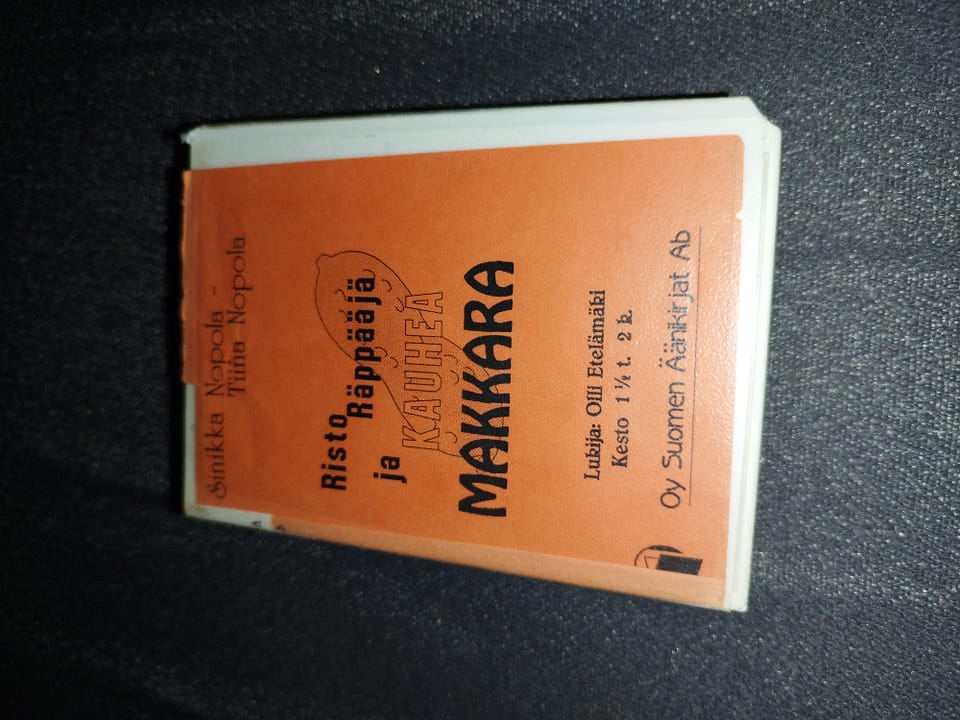 Sinikka Nopola -
Tiina Nopola
Risto
Räppääjä
ja
KAUHEA
MAKKARA
Lukija: Olli Etelämäki
Kesto 1 ½ t. 2 k.
Oy Suomen Äänikirjat Ab